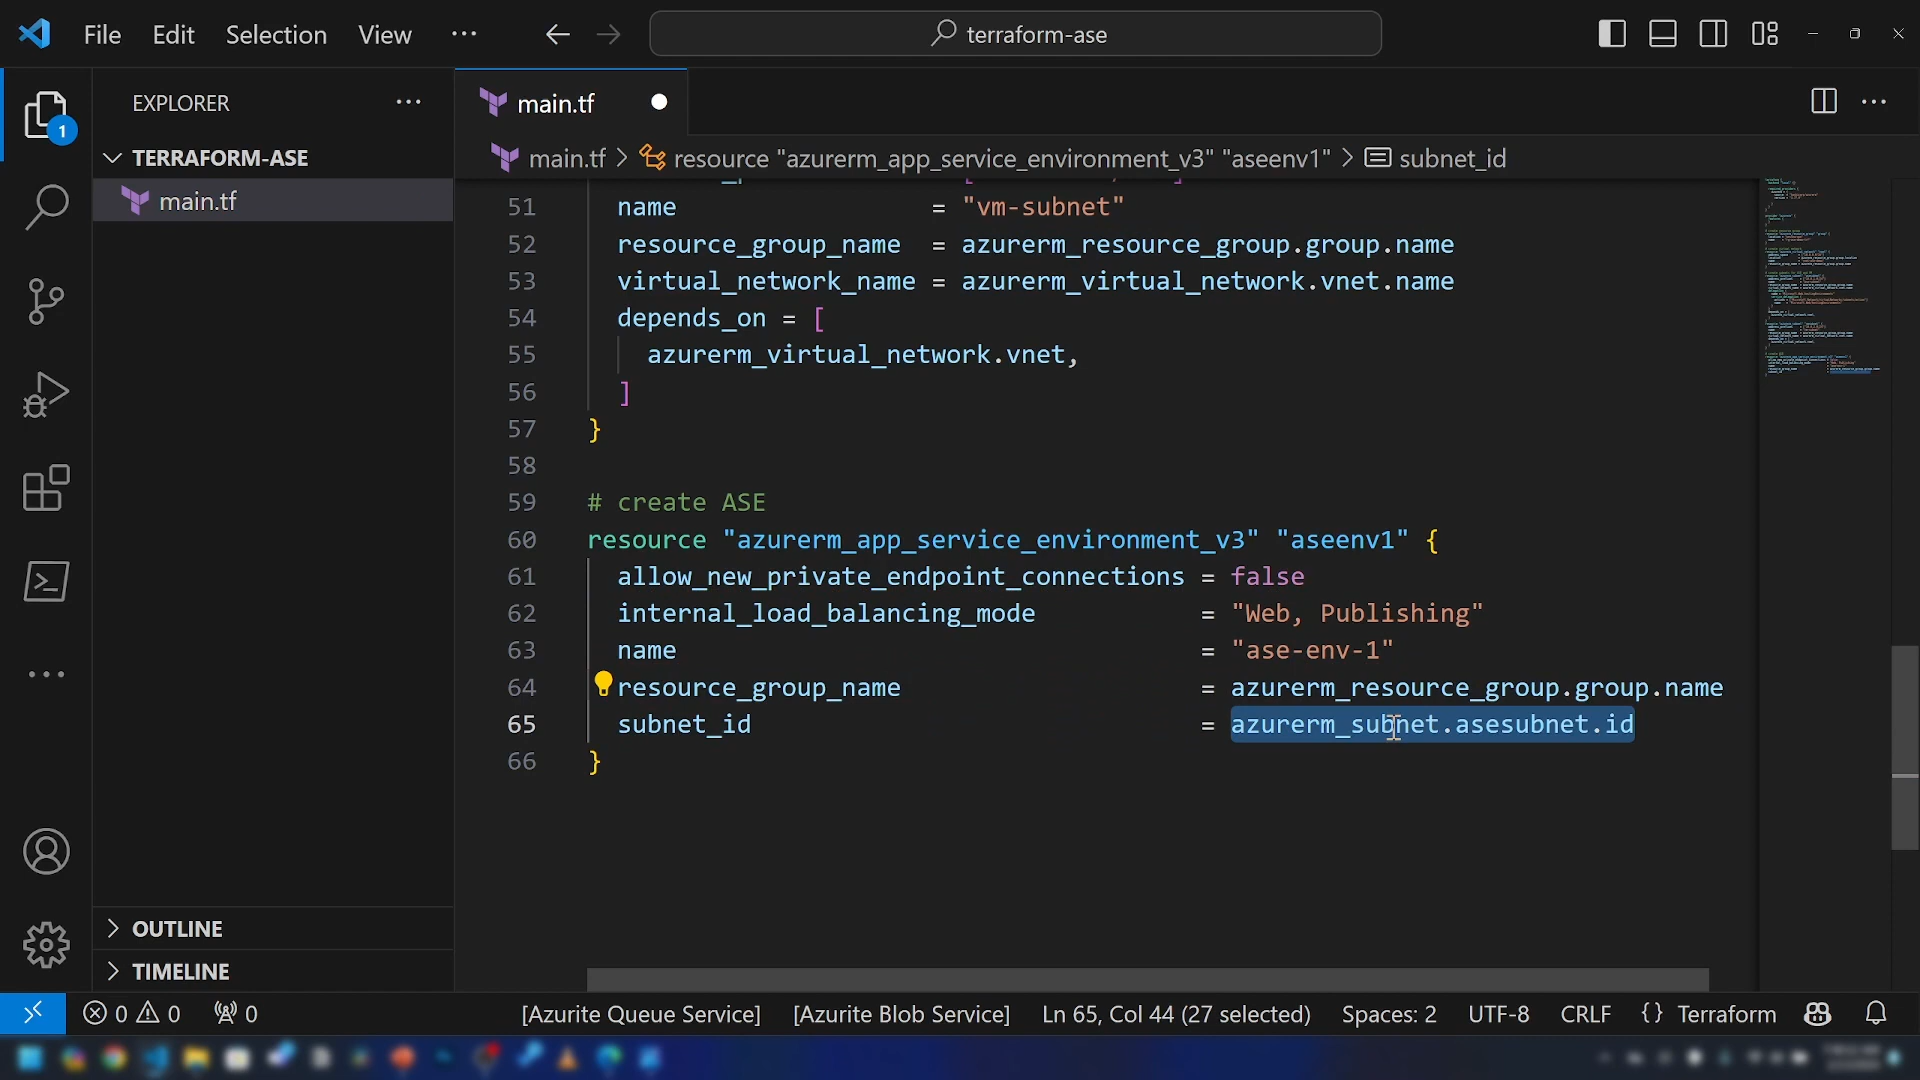 File Edit Selection View ··· terraform-ase
EXPLORER
1
TERRAFORM-ASE
main.tf
main.tf
main.tf > resource "azurerm_app_service_environment_v3" "aseenv1" > subnet_id
51 name = "vm-subnet"
52 resource_group_name = azurerm_resource_group.group.name
53 virtual_network_name = azurerm_virtual_network.vnet.name
54 depends_on = [
55 azurerm_virtual_network.vnet,
56 ]
57 }
58
59 # create ASE
60 resource "azurerm_app_service_environment_v3" "aseenv1" {
61 allow_new_private_endpoint_connections = false
62 internal_load_balancing_mode = "Web, Publishing"
63 name = "ase-env-1"
64 resource_group_name = azurerm_resource_group.group.name
65 subnet_id = azurerm_subnet.asesubnet.id
66 }
OUTLINE
TIMELINE
0 0 0 [Azurite Queue Service] [Azurite Blob Service] Ln 65, Col 44 (27 selected) Spaces: 2 UTF-8 CRLF {} Terraform